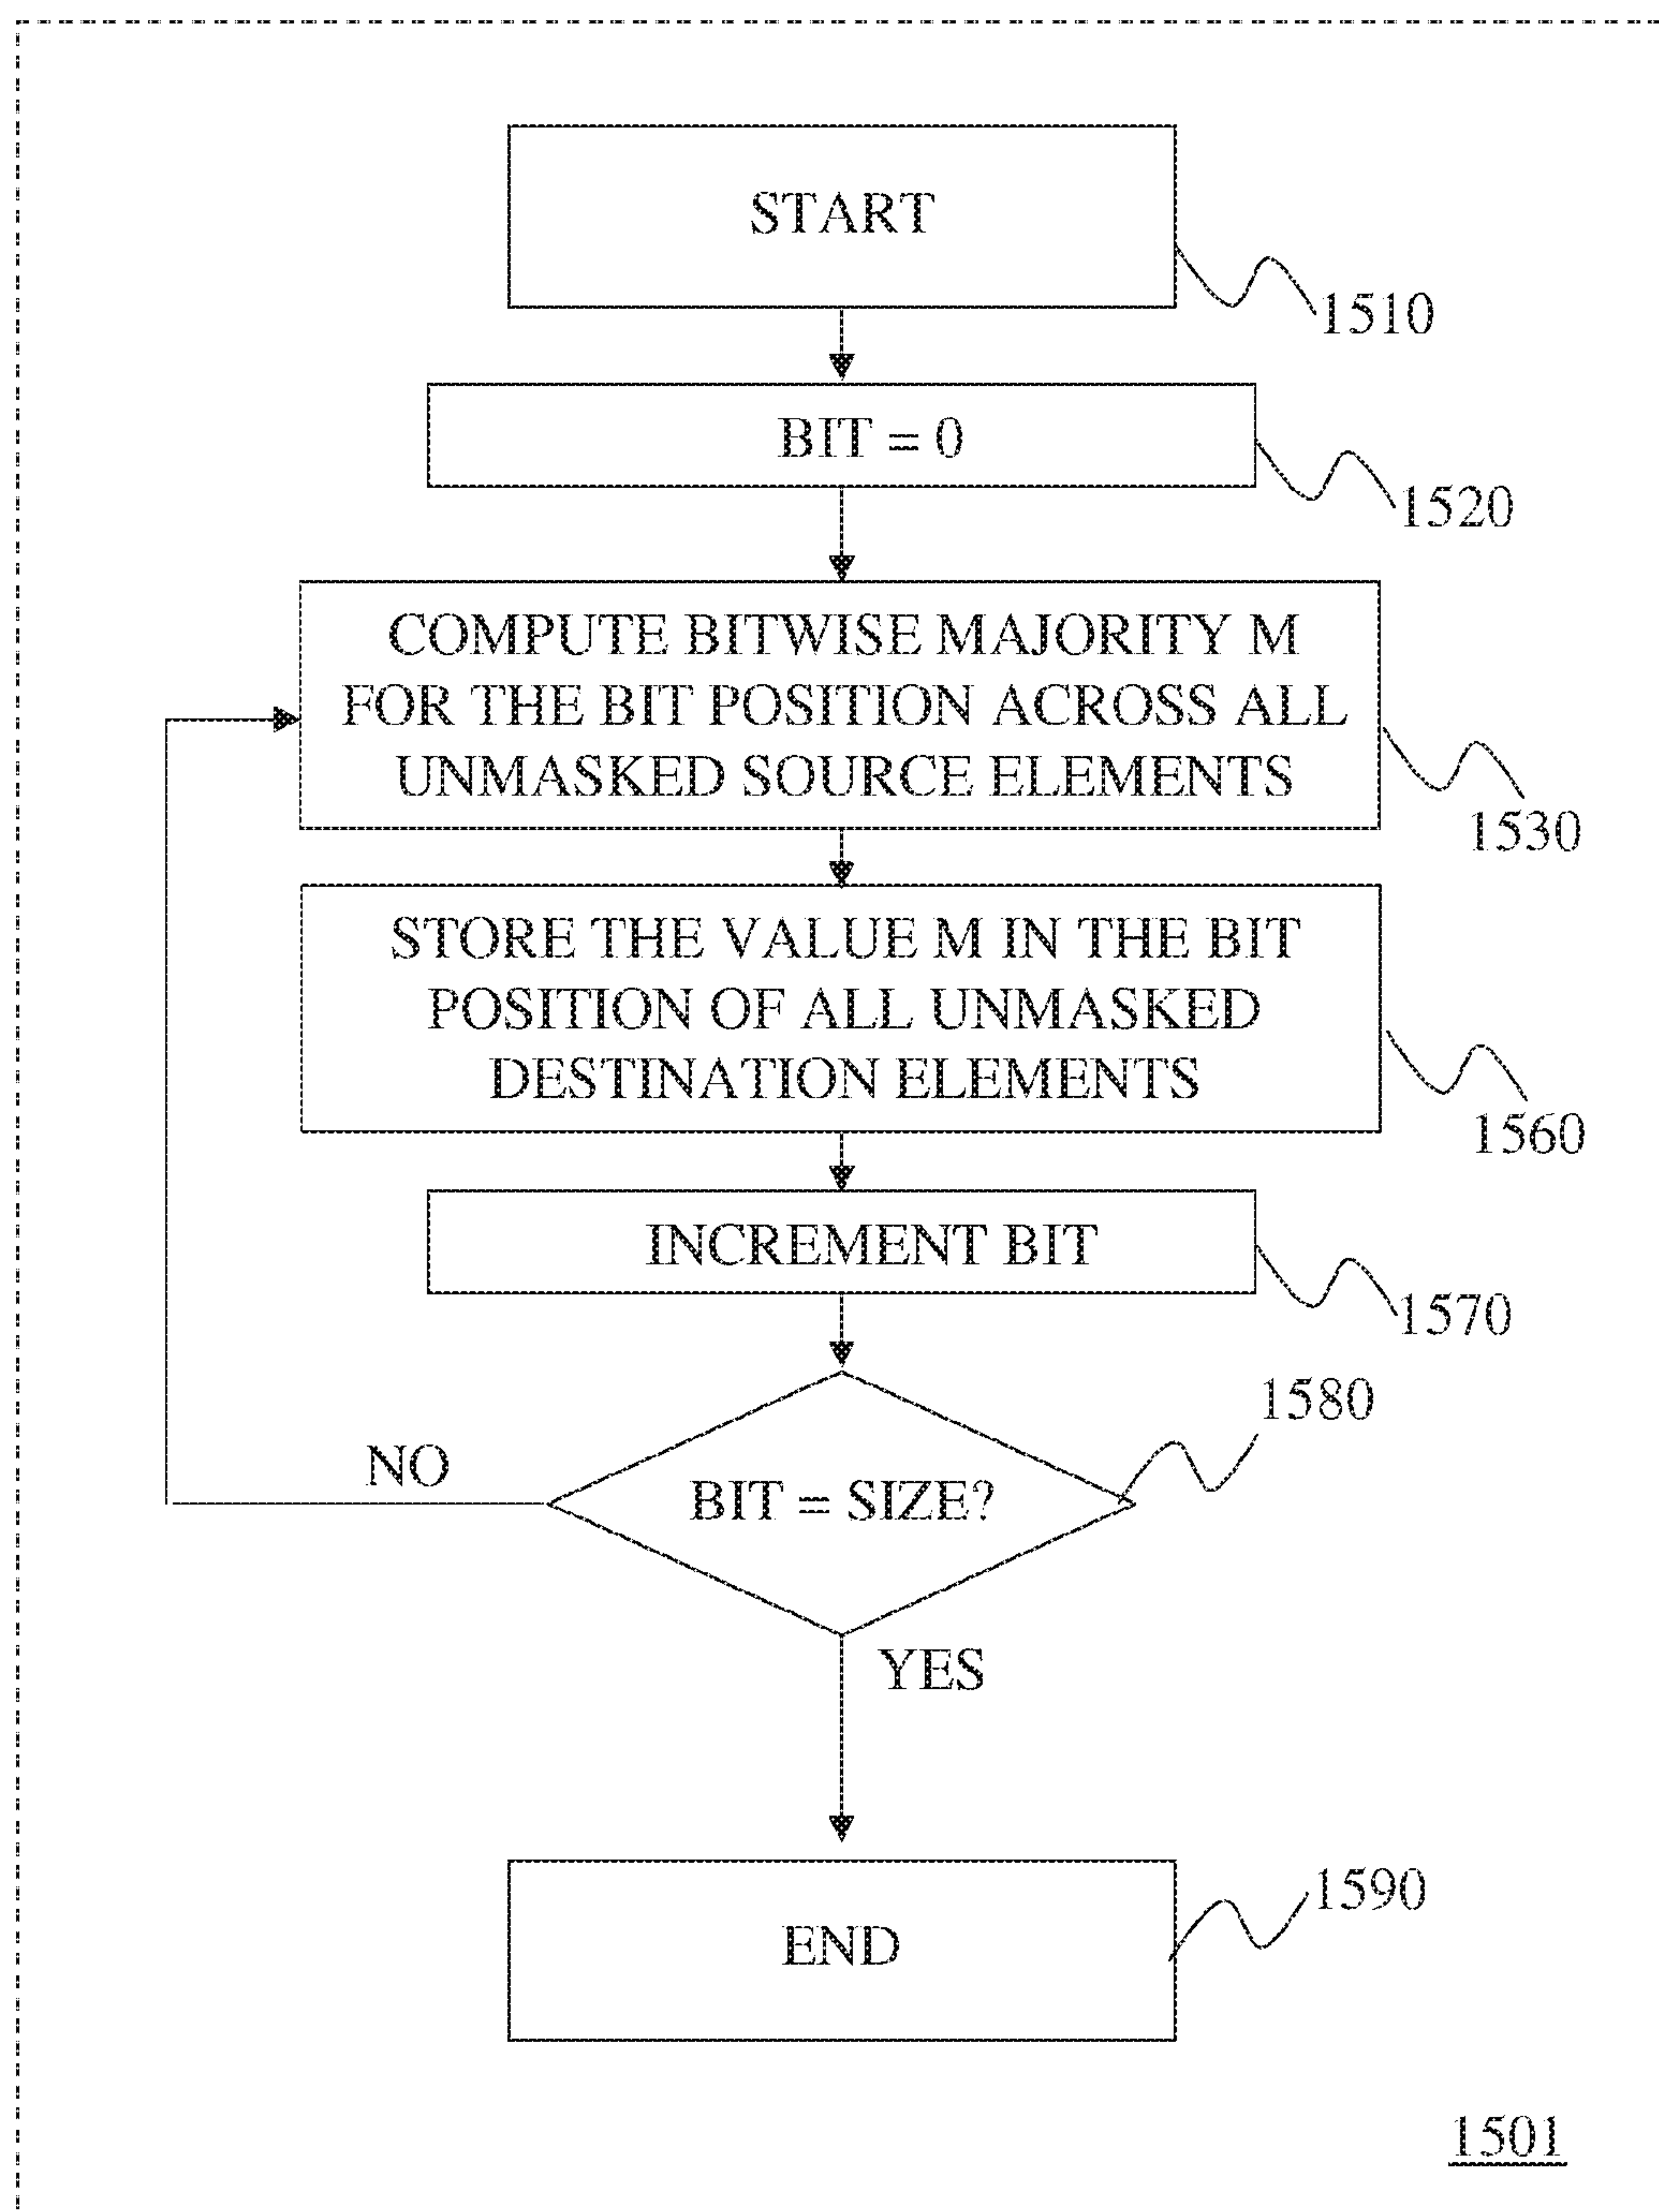 START
1510
BIT = 0
1520
COMPUTE BITWISE MAJORITY M
FOR THE BIT POSITION ACROSS ALL
UNMASKED SOURCE ELEMENTS
1530
STORE THE VALUE M IN THE BIT
POSITION OF ALL UNMASKED
DESTINATION ELEMENTS
1560
INCREMENT BIT
1570
1580
NO
BIT = SIZE?
YES
1590
END
1501